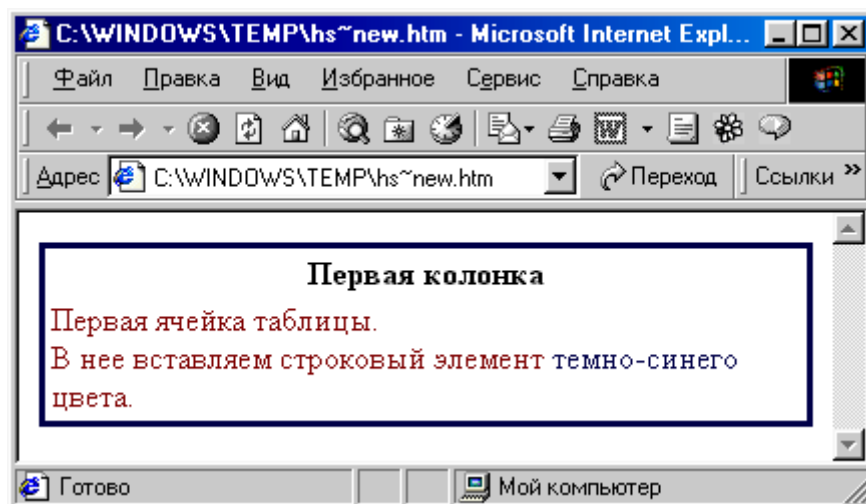 C:\WINDOWS\TEMP\hs~new.htm - Microsoft Internet Expl...
Файл Правка Вид Избранное Сервис Справка
Адрес C:\WINDOWS\TEMP\hs~new.htm Переход Ссылки »
Первая колонка
Первая ячейка таблицы.
В нее вставляем строковый элемент темно-синего
цвета.
Готово Мой компьютер